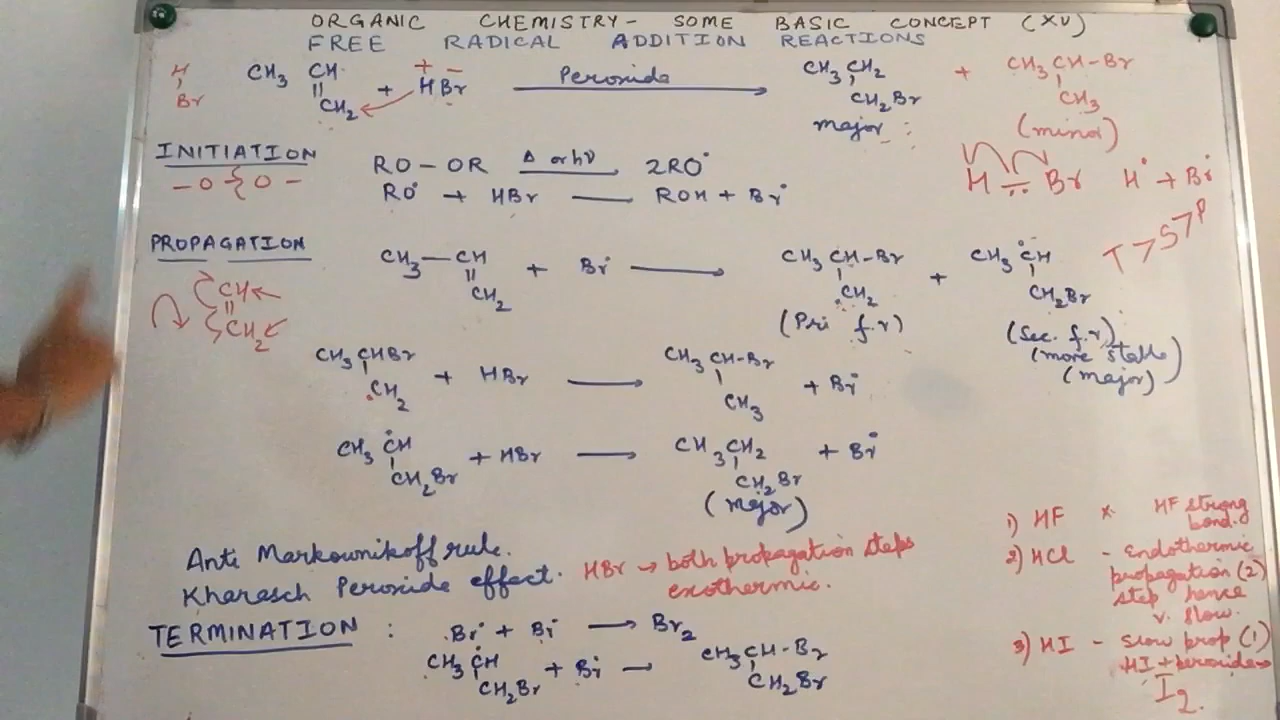 ORGANIC CHEMISTRY - SOME BASIC CONCEPT (XV)
FREE RADICAL ADDITION REACTIONS
H
Br
CH3 CH
||
CH2
+ HBr
+ −
Peroxide
CH3 CH2
CH2Br
major
+
CH3 CH-Br
CH3
(minor)
INITIATION
-O { O-
RO-OR Δ or hν 2RO•
RO• + HBr — ROH + Br•
H - Br H• + Br•
T > S > P
PROPAGATION
CH
||
CH2
CH3 — CH
||
CH2
+ Br• →
CH3 CH-Br
•CH2
(Pri f.r)
+
CH3 •CH
CH2Br
(Sec. f.r)
(more stable)
(major)
CH3 CHBr
•CH2
+ HBr →
CH3 CH-Br
CH3
+ Br•
CH3 •CH
CH2Br
+ HBr →
CH3CH2
CH2Br
(major)
+ Br•
Anti Markownikoff rule.
Kharasch Peroxide effect.
HBr → both propagation steps
exothermic.
1) HF × HF strong
bond.
2) HCl - Endothermic
propagation (2)
step hence
v. slow.
3) HI - Slow prop (1)
HI + peroxide→
I2.
TERMINATION :
•Br• + Br• → Br2
CH3 •CH
CH2Br
+ Br• →
CH3CH-Br
CH2Br